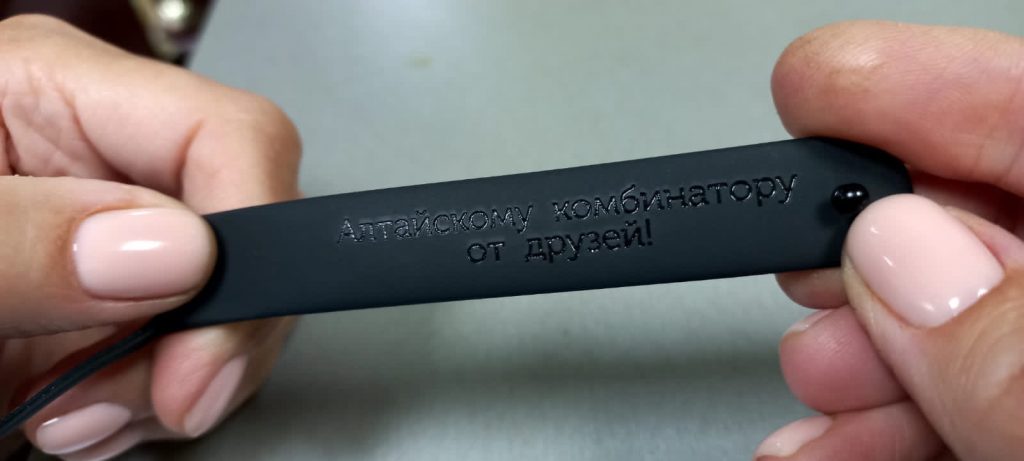 Алтайскому комбинатору
от друзей!